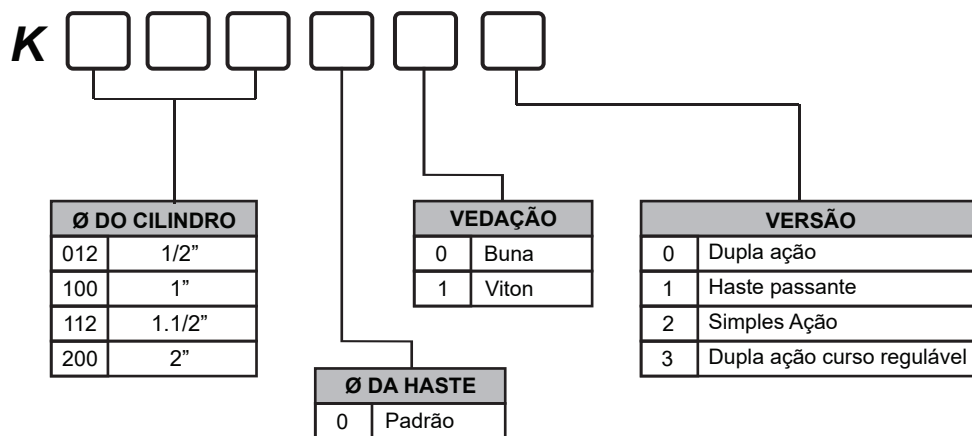 K
Ø DO CILINDRO
012 1/2”
100 1”
112 1.1/2”
200 2”
Ø DA HASTE
0 Padrão
VEDAÇÃO
0 Buna
1 Viton
VERSÃO
0 Dupla ação
1 Haste passante
2 Simples Ação
3 Dupla ação curso regulável